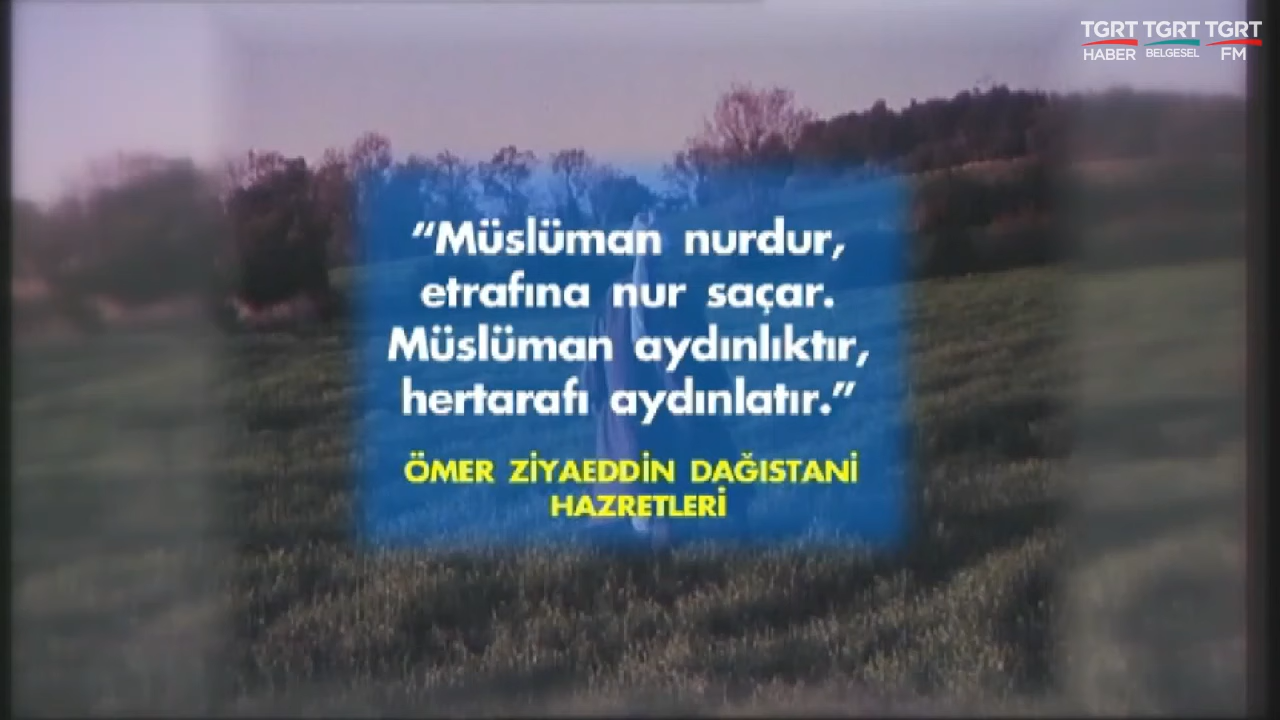 TGRT TGRT TGRT
HABER BELGESEL FM
“Müslüman nurdur,
etrafına nur saçar.
Müslüman aydınlıktır,
hertarafı aydınlatır.”
ÖMER ZİYAEDDİN DAĞISTANİ
HAZRETLERİ